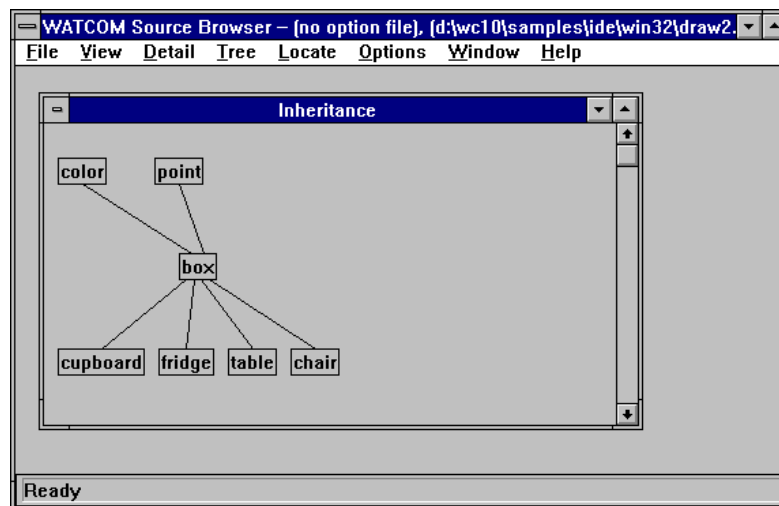 WATCOM Source Browser – (no option file), (d:\wc10\samples\ide\win32\draw2.
File View Detail Tree Locate Options Window Help
Inheritance
color point
box
cupboard fridge table chair
Ready